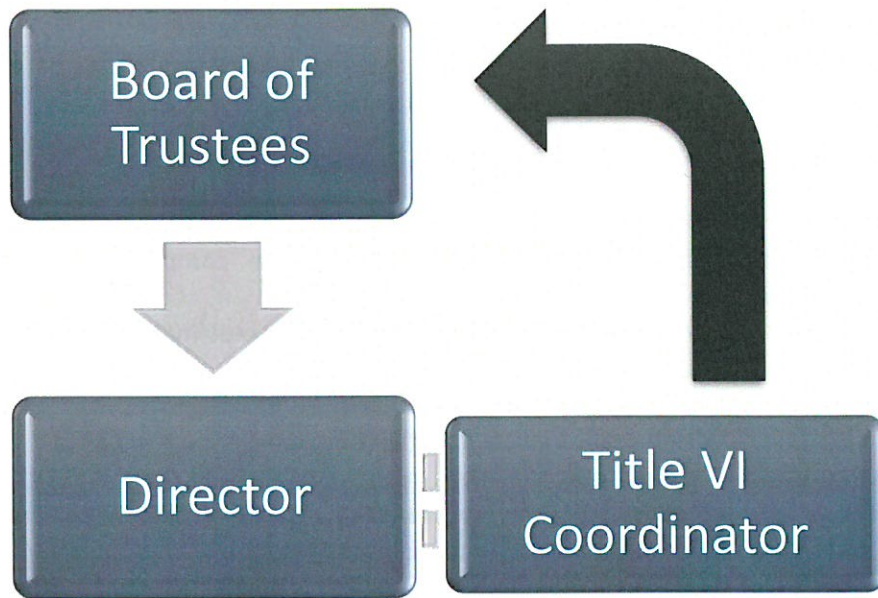 Board of
Trustees
Director
Title VI
Coordinator